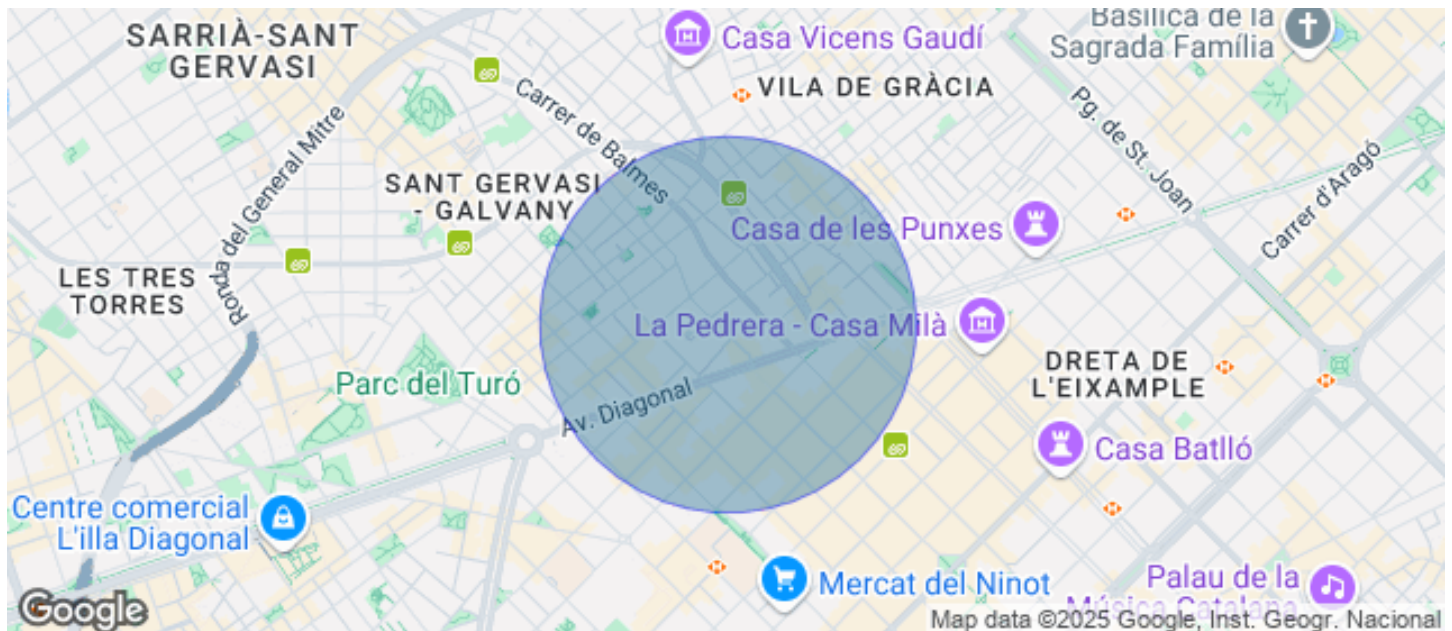 SARRIÀ-SANT
GERVASI
Casa Vicens Gaudí
Basílica de la
Sagrada Família
VILA DE GRÀCIA
Carrer de Balmes
Pg. de St. Joan
Ronda del General Mitre
SANT GERVASI
- GALVANY
Carrer d'Aragó
Casa de les Punxes
LES TRES
TORRES
La Pedrera - Casa Milà
DRETA DE
L'EIXAMPLE
Parc del Turó
Av. Diagonal
Casa Batlló
Centre comercial
L'illa Diagonal
Mercat del Ninot
Palau de la
Música Catalana
Google
Map data ©2025 Google, Inst. Geogr. Nacional